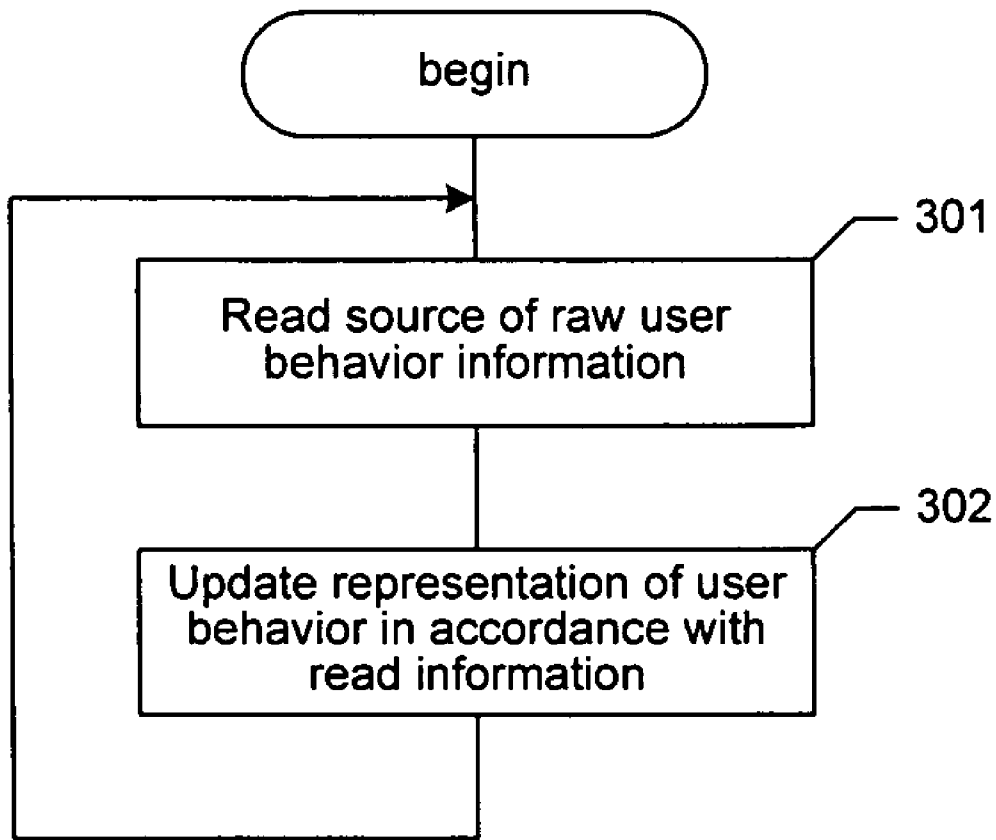 begin
301
Read source of raw user
behavior information
302
Update representation of user
behavior in accordance with
read information